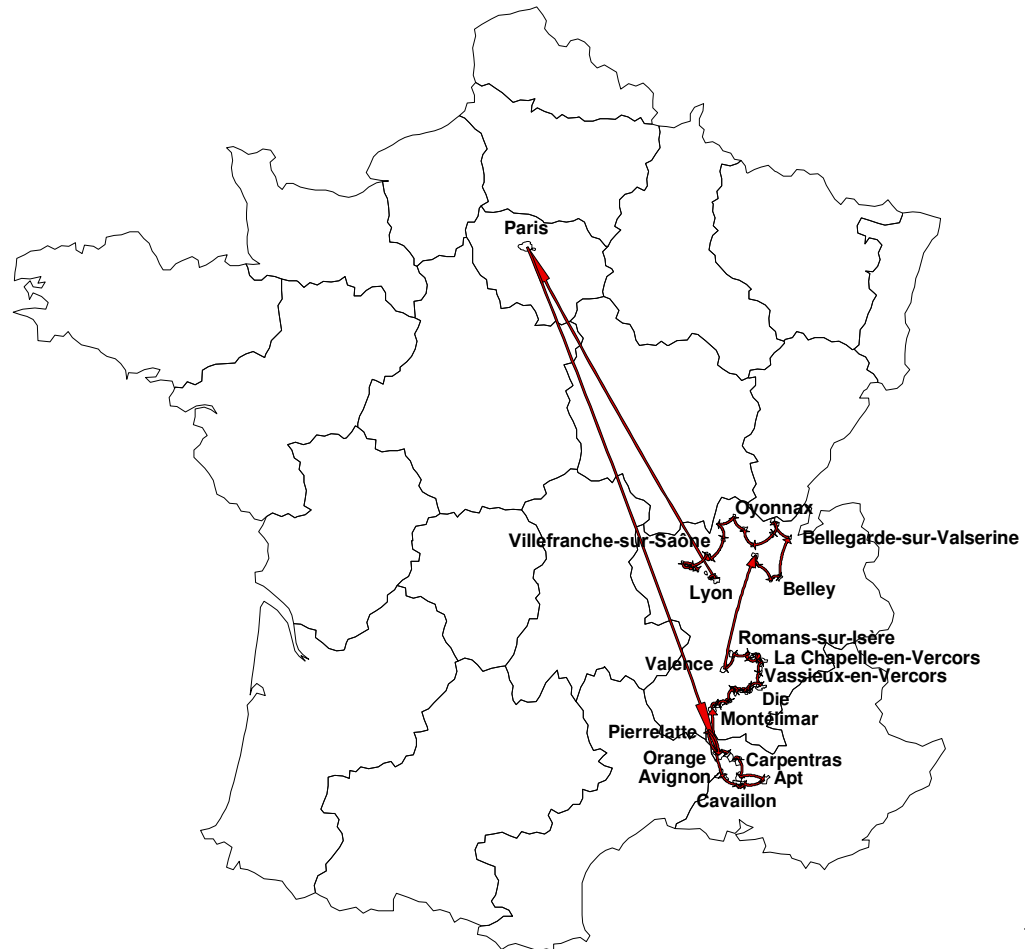 Paris
Oyonnax
Villefranche-sur-Saône
Bellegarde-sur-Valserine
Lyon
Belley
Romans-sur-Isère
Valence
La Chapelle-en-Vercors
Vassieux-en-Vercors
Die
Montélimar
Pierrelatte
Orange
Carpentras
Avignon
Apt
Cavaillon